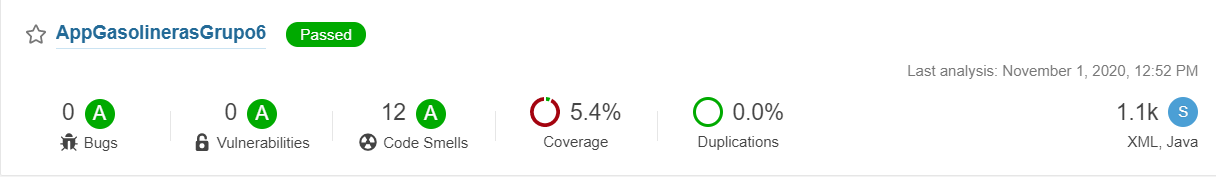 AppGasolinerasGrupo6 Passed
Last analysis: November 1, 2020, 12:52 PM
0 A 0 A 12 A 5.4% 0.0% 1.1k S
Bugs Vulnerabilities Code Smells Coverage Duplications XML, Java